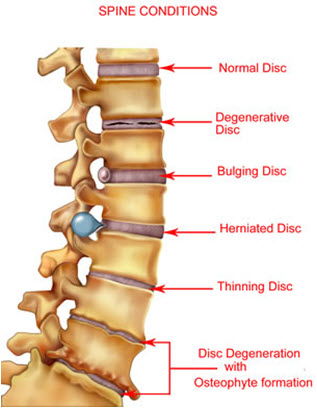 SPINE CONDITIONS
Normal Disc
Degenerative
Disc
Bulging Disc
Herniated Disc
Thinning Disc
Disc Degeneration
with
Osteophyte formation